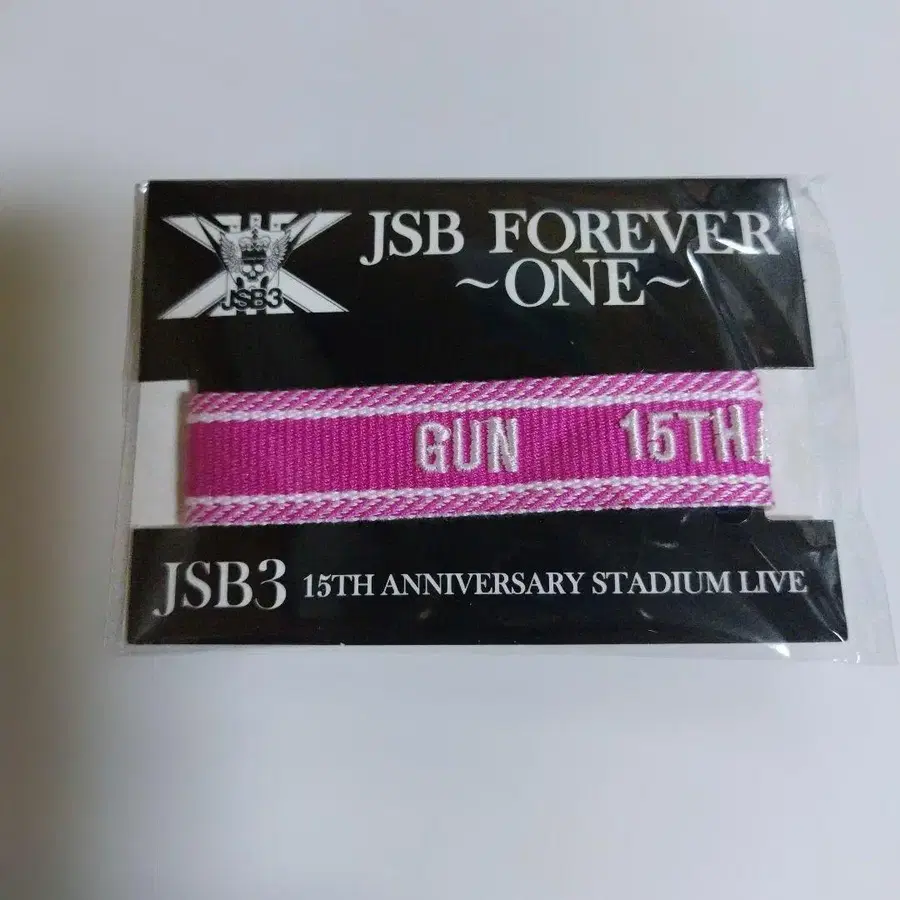 JSB FOREVER
~ONE~
JSB3
GUN 15TH
JSB3 15TH ANNIVERSARY STADIUM LIVE